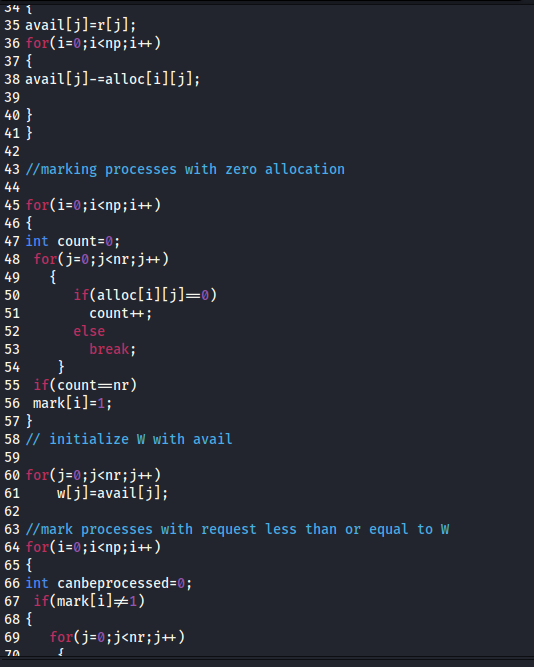 34 {
35 avail[j]=r[j];
36 for(i=0;i<np;i++)
37 {
38 avail[j]-=alloc[i][j];
39
40 }
41 }
42
43 //marking processes with zero allocation
44
45 for(i=0;i<np;i++)
46 {
47 int count=0;
48  for(j=0;j<nr;j++)
49    {
50       if(alloc[i][j]==0)
51         count++;
52       else
53         break;
54     }
55  if(count==nr)
56  mark[i]=1;
57 }
58 // initialize W with avail
59
60 for(j=0;j<nr;j++)
61     w[j]=avail[j];
62
63 //mark processes with request less than or equal to W
64 for(i=0;i<np;i++)
65 {
66 int canbeprocessed=0;
67  if(mark[i]!=1)
68 {
69    for(j=0;j<nr;j++)
70     {